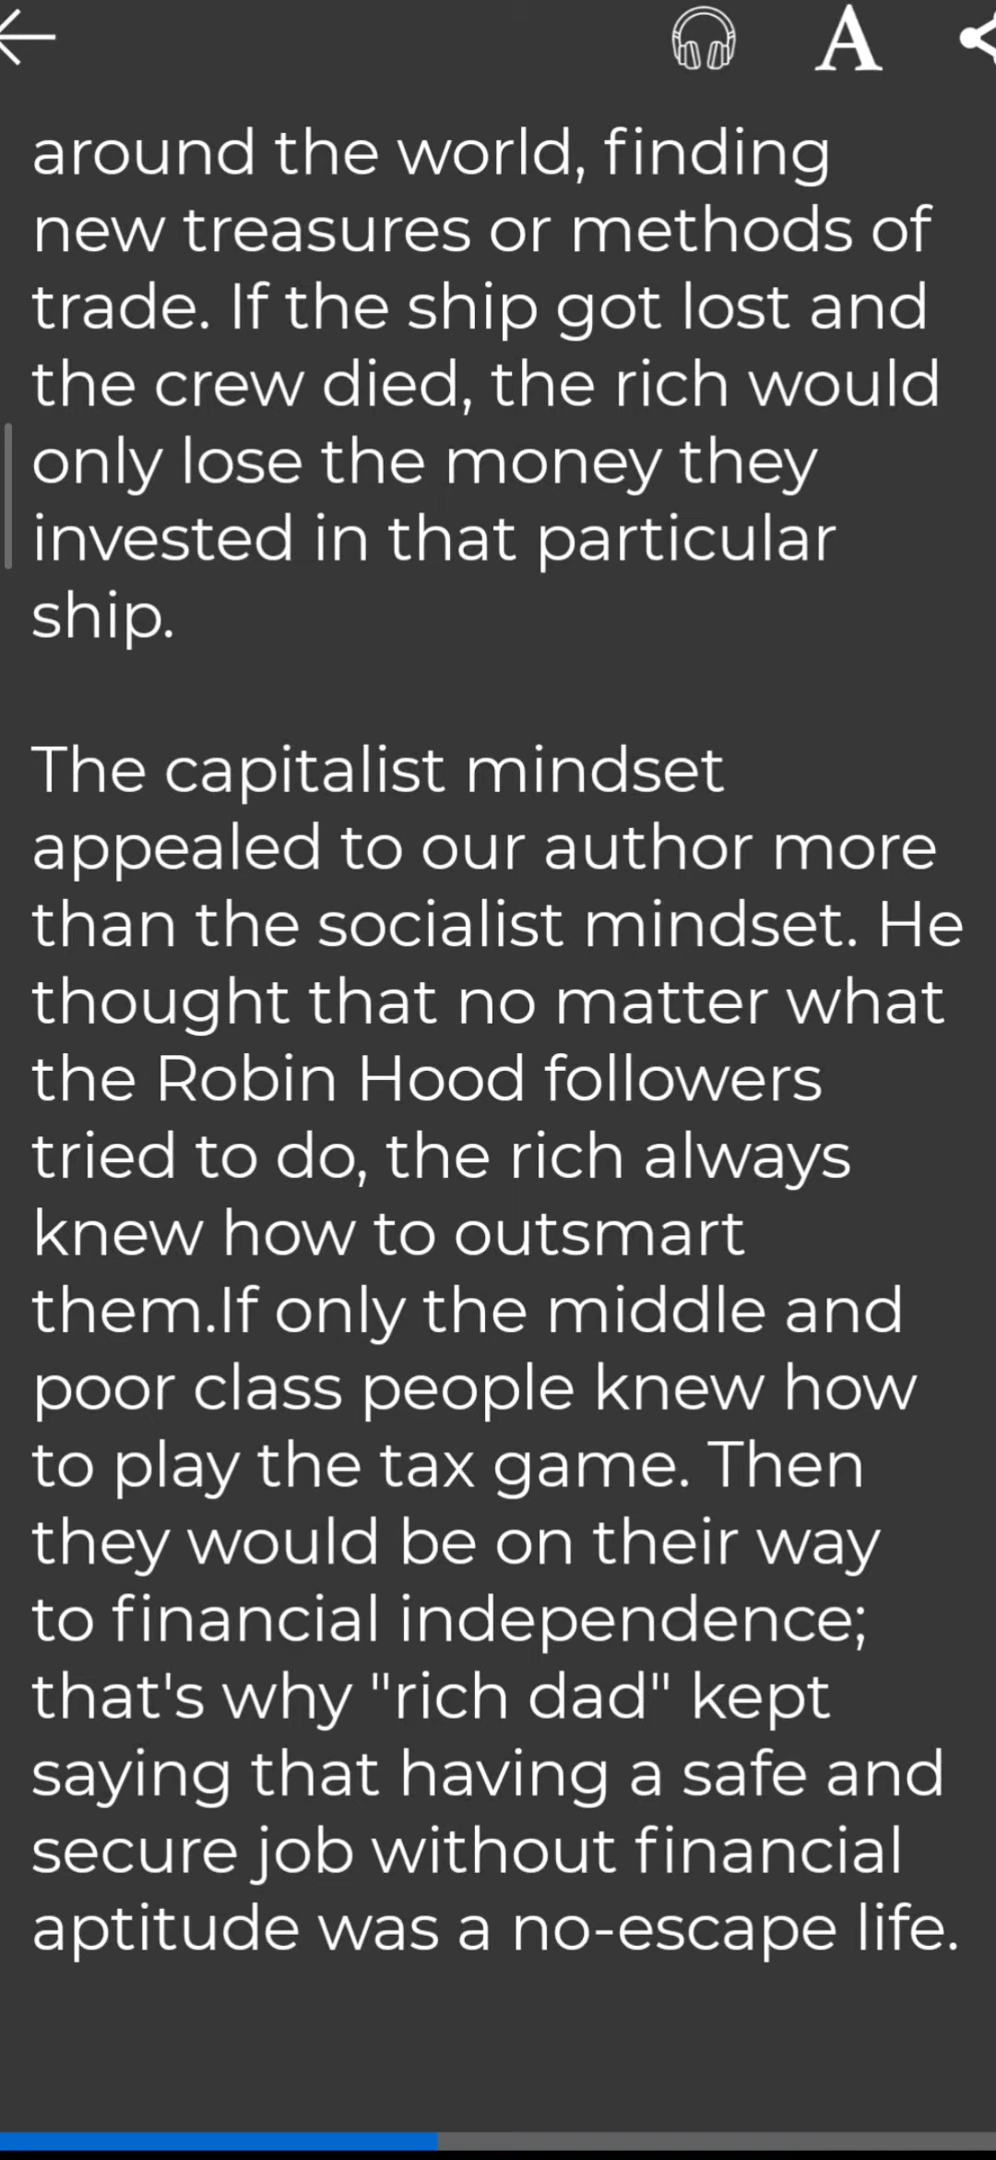 A
around the world, finding
new treasures or methods of
trade. If the ship got lost and
the crew died, the rich would
only lose the money they
invested in that particular
ship.
The capitalist mindset
appealed to our author more
than the socialist mindset. He
thought that no matter what
the Robin Hood followers
tried to do, the rich always
knew how to outsmart
them.If only the middle and
poor class people knew how
to play the tax game. Then
they would be on their way
to financial independence;
that's why "rich dad" kept
saying that having a safe and
secure job without financial
aptitude was a no-escape life.